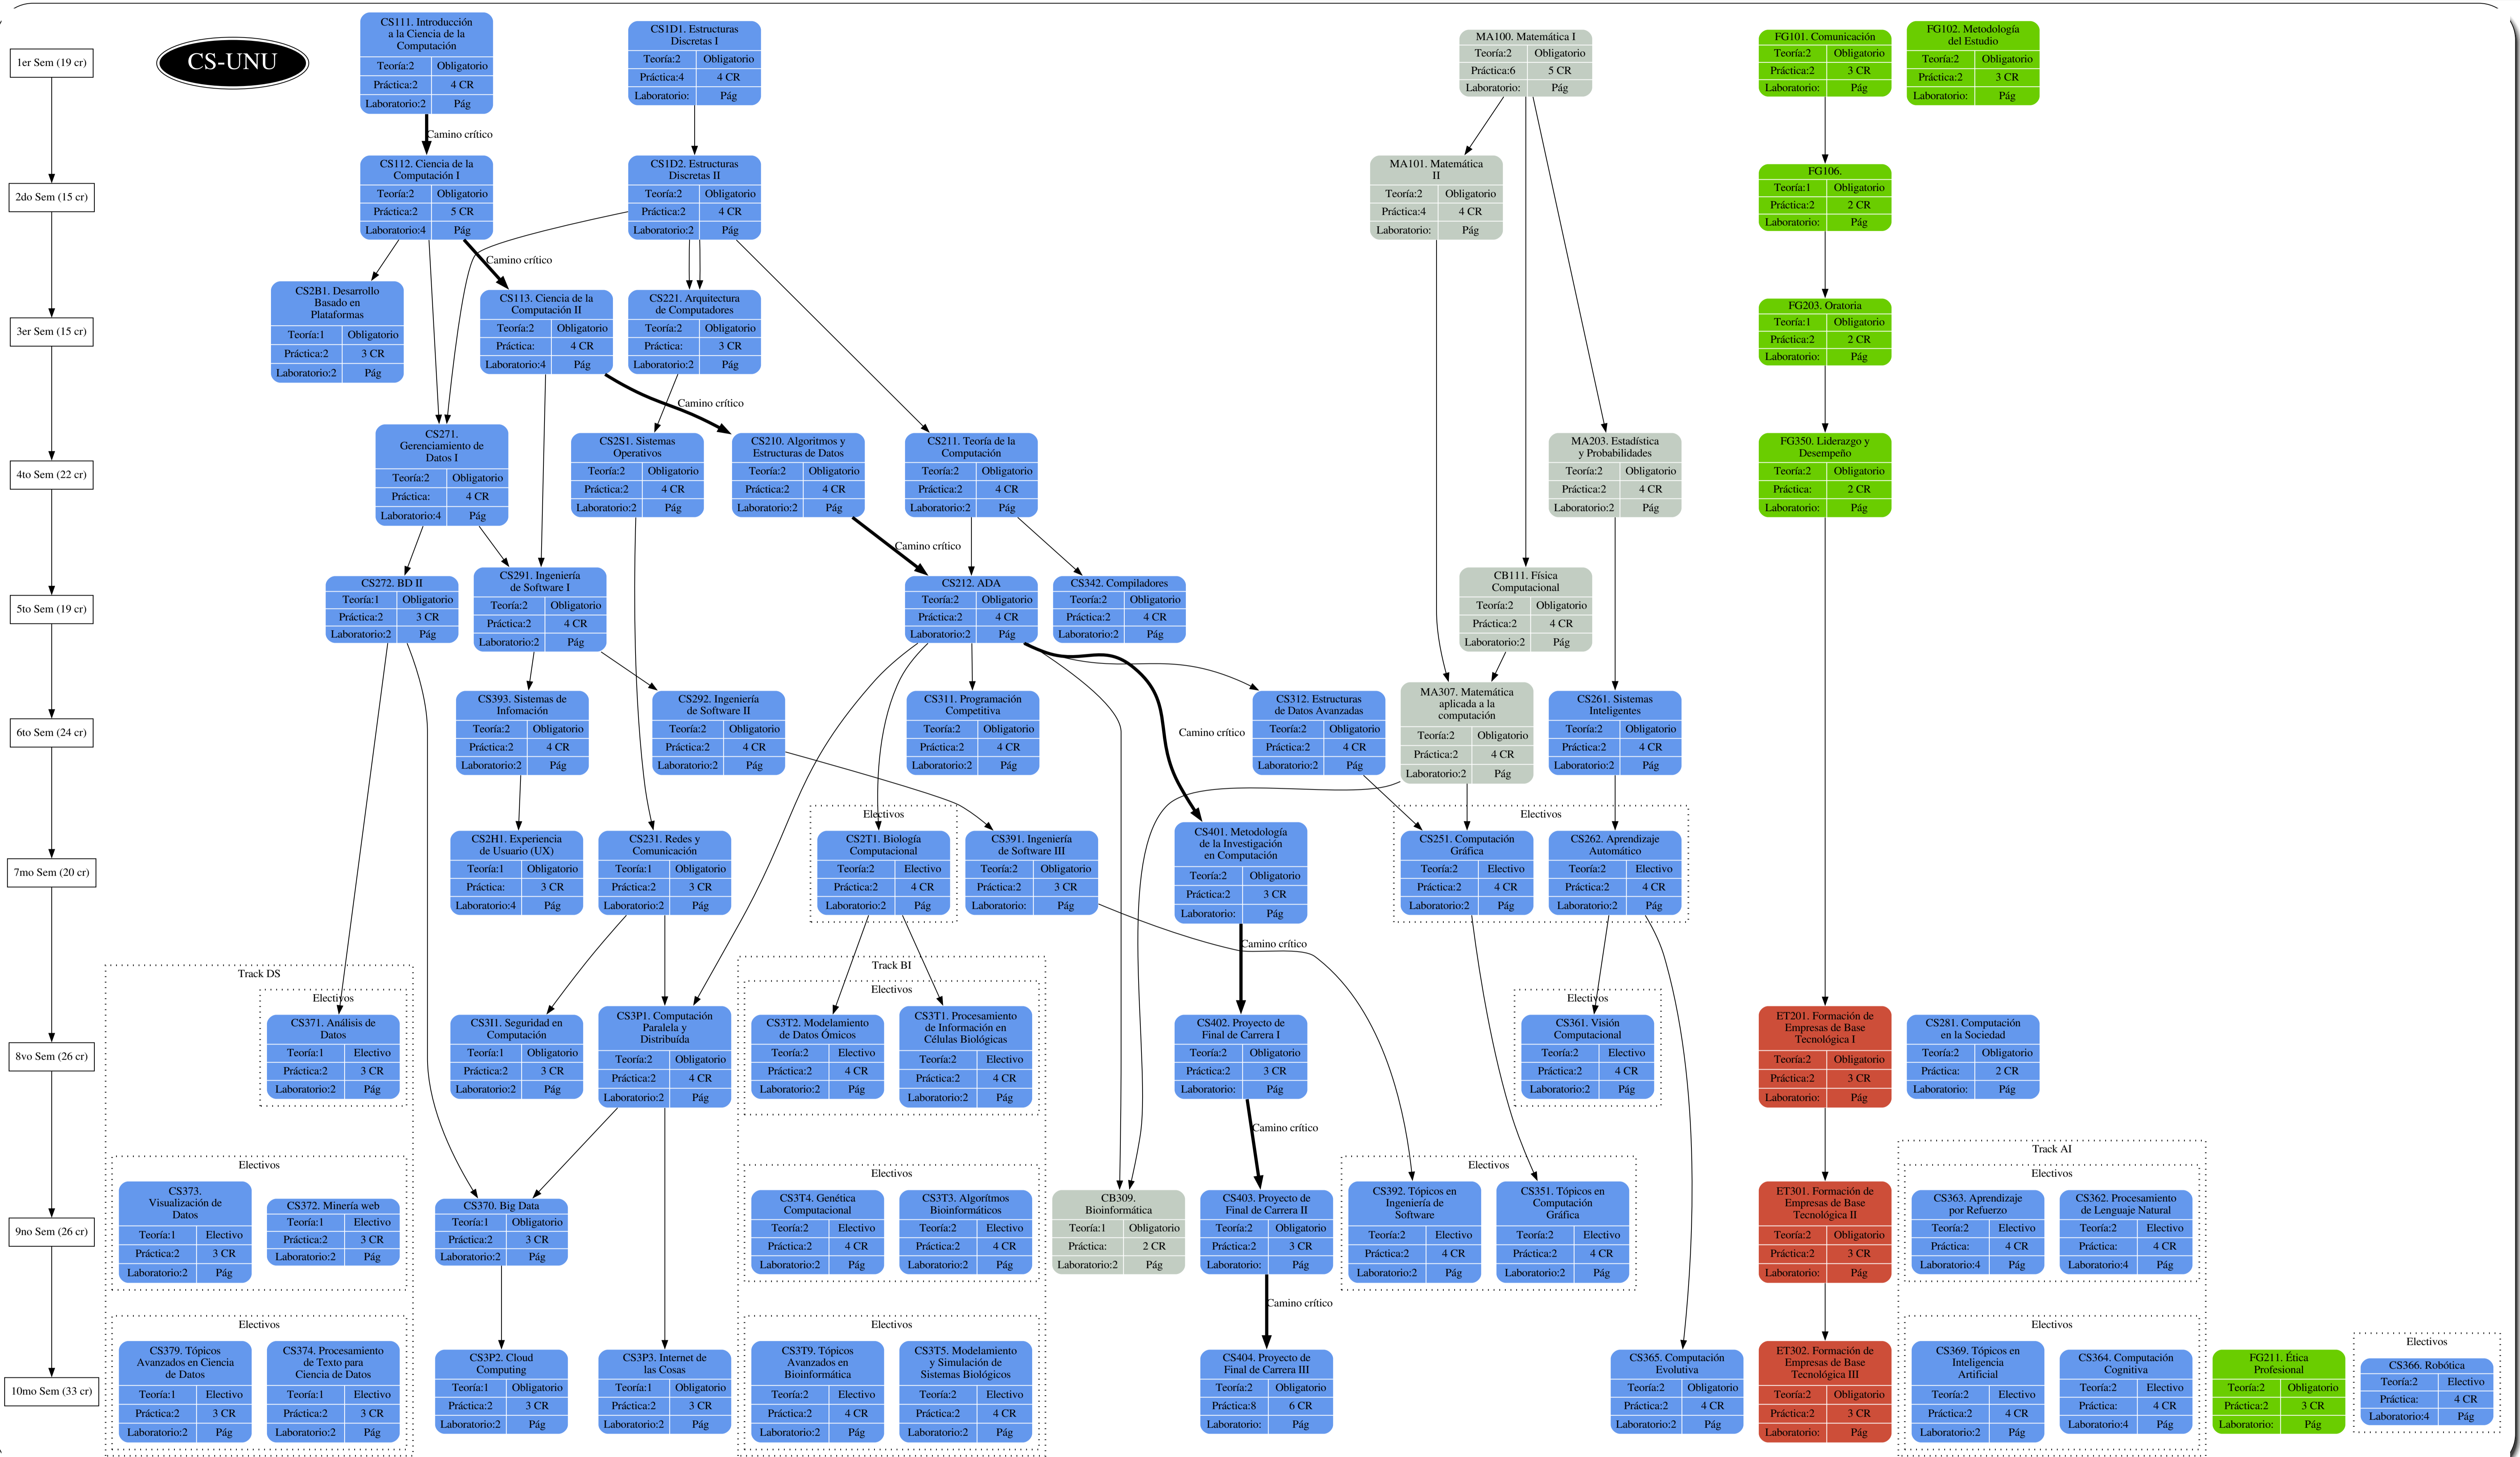 CS-UNU
1er Sem (19 cr)
CS111. Introducción
a la Ciencia de la
Computación
Teoría:2 Obligatorio
Práctica:2 4 CR
Laboratorio:2 Pág
CS1D1. Estructuras
Discretas I
Teoría:2 Obligatorio
Práctica:4 4 CR
Laboratorio: Pág
MA100. Matemática I
Teoría:2 Obligatorio
Práctica:6 5 CR
Laboratorio: Pág
FG101. Comunicación
Teoría:2 Obligatorio
Práctica:2 3 CR
Laboratorio: Pág
FG102. Metodología
del Estudio
Teoría:2 Obligatorio
Práctica:2 3 CR
Laboratorio: Pág
Camino crítico
2do Sem (15 cr)
CS112. Ciencia de la
Computación I
Teoría:2 Obligatorio
Práctica:2 5 CR
Laboratorio:4 Pág
CS1D2. Estructuras
Discretas II
Teoría:2 Obligatorio
Práctica:2 4 CR
Laboratorio:2 Pág
MA101. Matemática
II
Teoría:2 Obligatorio
Práctica:4 4 CR
Laboratorio: Pág
FG106.
Teoría:1 Obligatorio
Práctica:2 2 CR
Laboratorio: Pág
Camino crítico
3er Sem (15 cr)
CS2B1. Desarrollo
Basado en
Plataformas
Teoría:1 Obligatorio
Práctica:2 3 CR
Laboratorio:2 Pág
CS113. Ciencia de la
Computación II
Teoría:2 Obligatorio
Práctica: 4 CR
Laboratorio:4 Pág
CS221. Arquitectura
de Computadores
Teoría:2 Obligatorio
Práctica: 3 CR
Laboratorio:2 Pág
FG203. Oratoria
Teoría:1 Obligatorio
Práctica:2 2 CR
Laboratorio: Pág
Camino crítico
4to Sem (22 cr)
CS271.
Gerenciamiento de
Datos I
Teoría:2 Obligatorio
Práctica: 4 CR
Laboratorio:4 Pág
CS2S1. Sistemas
Operativos
Teoría:2 Obligatorio
Práctica:2 4 CR
Laboratorio:2 Pág
CS210. Algoritmos y
Estructuras de Datos
Teoría:2 Obligatorio
Práctica:2 4 CR
Laboratorio:2 Pág
CS211. Teoría de la
Computación
Teoría:2 Obligatorio
Práctica:2 4 CR
Laboratorio:2 Pág
MA203. Estadística
y Probabilidades
Teoría:2 Obligatorio
Práctica:2 4 CR
Laboratorio:2 Pág
FG350. Liderazgo y
Desempeño
Teoría:2 Obligatorio
Práctica: 2 CR
Laboratorio: Pág
Camino crítico
5to Sem (19 cr)
CS272. BD II
Teoría:1 Obligatorio
Práctica:2 3 CR
Laboratorio:2 Pág
CS291. Ingeniería
de Software I
Teoría:2 Obligatorio
Práctica:2 4 CR
Laboratorio:2 Pág
CS212. ADA
Teoría:2 Obligatorio
Práctica:2 4 CR
Laboratorio:2 Pág
CS342. Compiladores
Teoría:2 Obligatorio
Práctica:2 4 CR
Laboratorio:2 Pág
CB111. Física
Computacional
Teoría:2 Obligatorio
Práctica:2 4 CR
Laboratorio:2 Pág
6to Sem (24 cr)
CS393. Sistemas de
Infomación
Teoría:2 Obligatorio
Práctica:2 4 CR
Laboratorio:2 Pág
CS292. Ingeniería
de Software II
Teoría:2 Obligatorio
Práctica:2 4 CR
Laboratorio:2 Pág
CS311. Programación
Competitiva
Teoría:2 Obligatorio
Práctica:2 4 CR
Laboratorio:2 Pág
Camino crítico
CS312. Estructuras
de Datos Avanzadas
Teoría:2 Obligatorio
Práctica:2 4 CR
Laboratorio:2 Pág
MA307. Matemática
aplicada a la
computación
Teoría:2 Obligatorio
Práctica:2 4 CR
Laboratorio:2 Pág
CS261. Sistemas
Inteligentes
Teoría:2 Obligatorio
Práctica:2 4 CR
Laboratorio:2 Pág
7mo Sem (20 cr)
CS2H1. Experiencia
de Usuario (UX)
Teoría:1 Obligatorio
Práctica: 3 CR
Laboratorio:4 Pág
CS231. Redes y
Comunicación
Teoría:1 Obligatorio
Práctica:2 3 CR
Laboratorio:2 Pág
Electivos
CS2T1. Biología
Computacional
Teoría:2 Electivo
Práctica:2 4 CR
Laboratorio:2 Pág
CS391. Ingeniería
de Software III
Teoría:2 Obligatorio
Práctica:2 3 CR
Laboratorio: Pág
CS401. Metodología
de la Investigación
en Computación
Teoría:2 Obligatorio
Práctica:2 3 CR
Laboratorio: Pág
Electivos
CS251. Computación
Gráfica
Teoría:2 Electivo
Práctica:2 4 CR
Laboratorio:2 Pág
CS262. Aprendizaje
Automático
Teoría:2 Electivo
Práctica:2 4 CR
Laboratorio:2 Pág
Camino crítico
8vo Sem (26 cr)
Track DS
Electivos
CS371. Análisis de
Datos
Teoría:1 Electivo
Práctica:2 3 CR
Laboratorio:2 Pág
CS3I1. Seguridad en
Computación
Teoría:1 Obligatorio
Práctica:2 3 CR
Laboratorio:2 Pág
CS3P1. Computación
Paralela y
Distribuída
Teoría:2 Obligatorio
Práctica:2 4 CR
Laboratorio:2 Pág
Track BI
Electivos
CS3T2. Modelamiento
de Datos Ómicos
Teoría:2 Electivo
Práctica:2 4 CR
Laboratorio:2 Pág
CS3T1. Procesamiento
de Información en
Células Biológicas
Teoría:2 Electivo
Práctica:2 4 CR
Laboratorio:2 Pág
CS402. Proyecto de
Final de Carrera I
Teoría:2 Obligatorio
Práctica:2 3 CR
Laboratorio: Pág
Electivos
CS361. Visión
Computacional
Teoría:2 Electivo
Práctica:2 4 CR
Laboratorio:2 Pág
ET201. Formación de
Empresas de Base
Tecnológica I
Teoría:2 Obligatorio
Práctica:2 3 CR
Laboratorio: Pág
CS281. Computación
en la Sociedad
Teoría:2 Obligatorio
Práctica: 2 CR
Laboratorio: Pág
Camino crítico
9no Sem (26 cr)
Electivos
CS373.
Visualización de
Datos
Teoría:1 Electivo
Práctica:2 3 CR
Laboratorio:2 Pág
CS372. Minería web
Teoría:1 Electivo
Práctica:2 3 CR
Laboratorio:2 Pág
CS370. Big Data
Teoría:1 Obligatorio
Práctica:2 3 CR
Laboratorio:2 Pág
Electivos
CS3T4. Genética
Computacional
Teoría:2 Electivo
Práctica:2 4 CR
Laboratorio:2 Pág
CS3T3. Algorítmos
Bioinformáticos
Teoría:2 Electivo
Práctica:2 4 CR
Laboratorio:2 Pág
CB309.
Bioinformática
Teoría:1 Obligatorio
Práctica: 2 CR
Laboratorio:2 Pág
CS403. Proyecto de
Final de Carrera II
Teoría:2 Obligatorio
Práctica:2 3 CR
Laboratorio: Pág
Electivos
CS392. Tópicos en
Ingeniería de
Software
Teoría:2 Electivo
Práctica:2 4 CR
Laboratorio:2 Pág
CS351. Tópicos en
Computación
Gráfica
Teoría:2 Electivo
Práctica:2 4 CR
Laboratorio:2 Pág
ET301. Formación de
Empresas de Base
Tecnológica II
Teoría:2 Obligatorio
Práctica:2 3 CR
Laboratorio: Pág
Track AI
Electivos
CS363. Aprendizaje
por Refuerzo
Teoría:2 Electivo
Práctica: 4 CR
Laboratorio:4 Pág
CS362. Procesamiento
de Lenguaje Natural
Teoría:2 Electivo
Práctica: 4 CR
Laboratorio:4 Pág
Camino crítico
10mo Sem (33 cr)
Electivos
CS379. Tópicos
Avanzados en Ciencia
de Datos
Teoría:1 Electivo
Práctica:2 3 CR
Laboratorio:2 Pág
CS374. Procesamiento
de Texto para
Ciencia de Datos
Teoría:1 Electivo
Práctica:2 3 CR
Laboratorio:2 Pág
CS3P2. Cloud
Computing
Teoría:1 Obligatorio
Práctica:2 3 CR
Laboratorio:2 Pág
CS3P3. Internet de
las Cosas
Teoría:1 Obligatorio
Práctica:2 3 CR
Laboratorio:2 Pág
Electivos
CS3T9. Tópicos
Avanzados en
Bioinformática
Teoría:2 Electivo
Práctica:2 4 CR
Laboratorio:2 Pág
CS3T5. Modelamiento
y Simulación de
Sistemas Biológicos
Teoría:2 Electivo
Práctica:2 4 CR
Laboratorio:2 Pág
CS404. Proyecto de
Final de Carrera III
Teoría:2 Obligatorio
Práctica:8 6 CR
Laboratorio: Pág
CS365. Computación
Evolutiva
Teoría:2 Obligatorio
Práctica:2 4 CR
Laboratorio:2 Pág
ET302. Formación de
Empresas de Base
Tecnológica III
Teoría:2 Obligatorio
Práctica:2 3 CR
Laboratorio: Pág
Electivos
CS369. Tópicos en
Inteligencia
Artificial
Teoría:2 Electivo
Práctica:2 4 CR
Laboratorio:2 Pág
CS364. Computación
Cognitiva
Teoría:2 Electivo
Práctica: 4 CR
Laboratorio:4 Pág
FG211. Ética
Profesional
Teoría:2 Obligatorio
Práctica:2 3 CR
Laboratorio: Pág
Electivos
CS366. Robótica
Teoría:2 Electivo
Práctica: 4 CR
Laboratorio:4 Pág